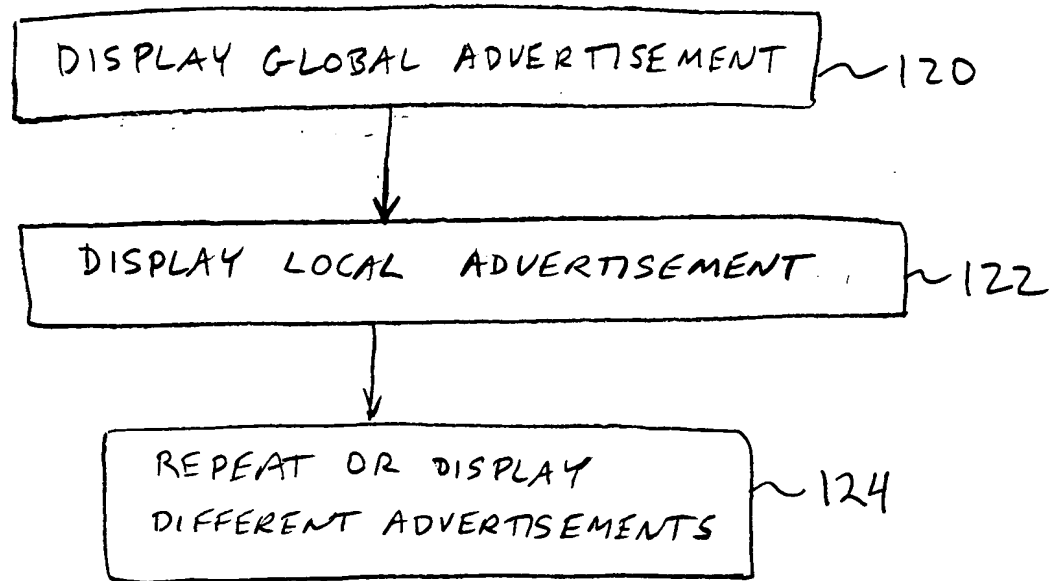 DISPLAY GLOBAL ADVERTISEMENT
120
DISPLAY LOCAL ADVERTISEMENT
122
REPEAT OR DISPLAY
DIFFERENT ADVERTISEMENTS
124